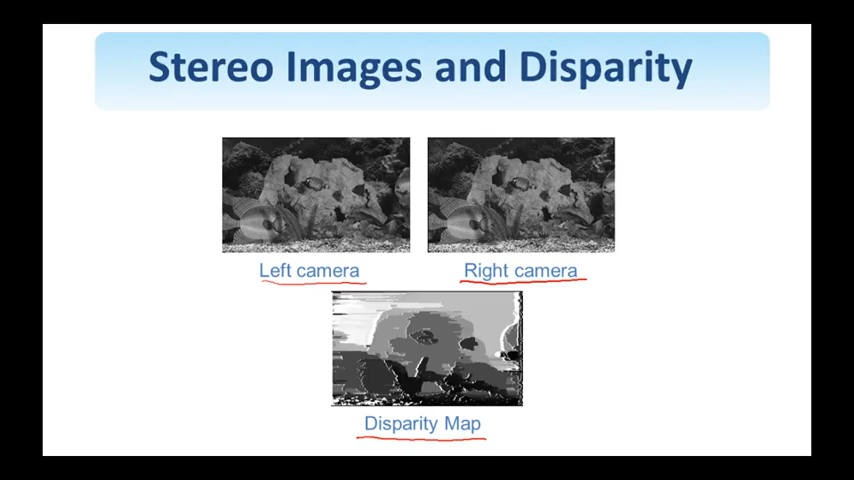 Stereo Images and Disparity
Left camera
Right camera
Disparity Map